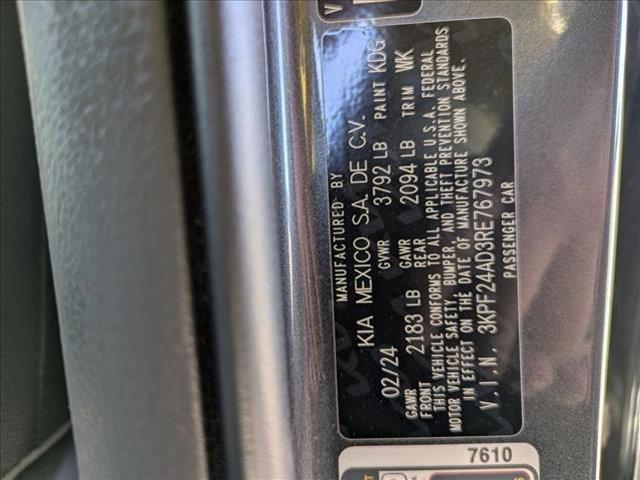 MANUFACTURED BY
KIA MEXICO S.A. DE C.V.
02/24 GVWR 3792 LB PAINT KDG
GAWR FRONT 2183 LB GAWR REAR 2094 LB TRIM WK
THIS VEHICLE CONFORMS TO ALL APPLICABLE U.S.A. FEDERAL
MOTOR VEHICLE SAFETY, BUMPER, AND THEFT PREVENTION STANDARDS
IN EFFECT ON THE DATE OF MANUFACTURE SHOWN ABOVE.
V.I.N. 3KPF24AD3RE767973
PASSENGER CAR
7610